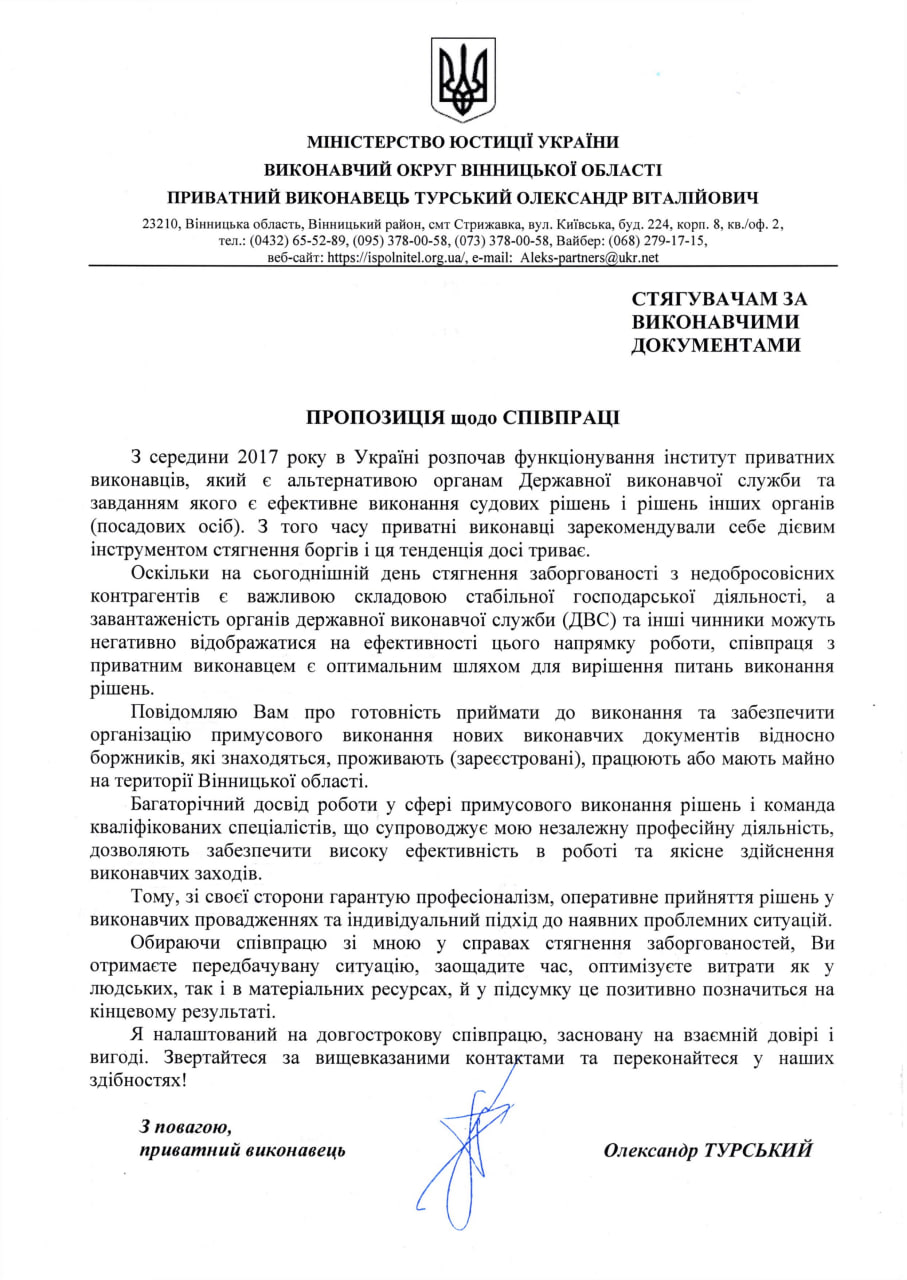 МІНІСТЕРСТВО ЮСТИЦІЇ УКРАЇНИ
ВИКОНАВЧИЙ ОКРУГ ВІННИЦЬКОЇ ОБЛАСТІ
ПРИВАТНИЙ ВИКОНАВЕЦЬ ТУРСЬКИЙ ОЛЕКСАНДР ВІТАЛІЙОВИЧ
23210, Вінницька область, Вінницький район, смт Стрижавка, вул. Київська, буд. 224, корп. 8, кв./оф. 2,
тел.: (0432) 65-52-89, (095) 378-00-58, (073) 378-00-58, Вайбер: (068) 279-17-15,
веб-сайт: https://ispolnitel.org.ua/, e-mail: Aleks-partners@ukr.net
СТЯГУВАЧАМ ЗА
ВИКОНАВЧИМИ
ДОКУМЕНТАМИ
ПРОПОЗИЦІЯ щодо СПІВПРАЦІ
З середини 2017 року в Україні розпочав функціонування інститут приватних
виконавців, який є альтернативою органам Державної виконавчої служби та
завданням якого є ефективне виконання судових рішень і рішень інших органів
(посадових осіб). З того часу приватні виконавці зарекомендували себе дієвим
інструментом стягнення боргів і ця тенденція досі триває.
Оскільки на сьогоднішній день стягнення заборгованості з недобросовісних
контрагентів є важливою складовою стабільної господарської діяльності, а
завантаженість органів державної виконавчої служби (ДВС) та інші чинники можуть
негативно відображатися на ефективності цього напрямку роботи, співпраця з
приватним виконавцем є оптимальним шляхом для вирішення питань виконання
рішень.
Повідомляю Вам про готовність приймати до виконання та забезпечити
організацію примусового виконання нових виконавчих документів відносно
боржників, які знаходяться, проживають (зареєстровані), працюють або мають майно
на території Вінницької області.
Багаторічний досвід роботи у сфері примусового виконання рішень і команда
кваліфікованих спеціалістів, що супроводжує мою незалежну професійну діяльність,
дозволяють забезпечити високу ефективність в роботі та якісне здійснення
виконавчих заходів.
Тому, зі своєї сторони гарантую професіоналізм, оперативне прийняття рішень у
виконавчих провадженнях та індивідуальний підхід до наявних проблемних ситуацій.
Обираючи співпрацю зі мною у справах стягнення заборгованостей, Ви
отримаєте передбачувану ситуацію, заощадите час, оптимізуєте витрати як у
людських, так і в матеріальних ресурсах, й у підсумку це позитивно позначиться на
кінцевому результаті.
Я налаштований на довгострокову співпрацю, засновану на взаємній довірі і
вигоді. Звертайтеся за вищевказаними контактами та переконайтеся у наших
здібностях!
З повагою,
приватний виконавець Олександр ТУРСЬКИЙ